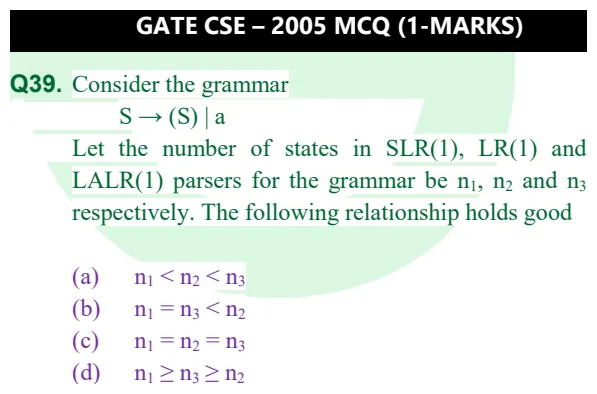 GATE CSE – 2005 MCQ (1-MARKS)
Q39. Consider the grammar
S → (S) | a
Let the number of states in SLR(1), LR(1) and
LALR(1) parsers for the grammar be n₁, n₂ and n₃
respectively. The following relationship holds good
(a) n₁ < n₂ < n₃
(b) n₁ = n₃ < n₂
(c) n₁ = n₂ = n₃
(d) n₁ ≥ n₃ ≥ n₂